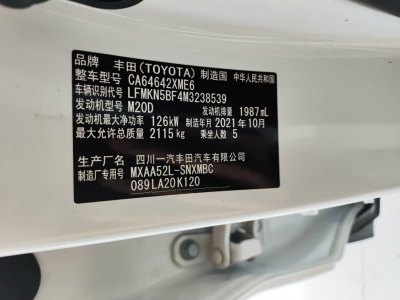 品牌 丰田(TOYOTA) 制造国 中华人民共和国
整车型号 CA64642XME6
车辆识别代号 LFMKN5BF4M3238539
发动机型号 M20D 发动机排量 1987mL
发动机最大净功率 126kW 制造年月 2021年10月
最大允许总质量 2115kg 乘坐人数 5
生产厂名 四川一汽丰田汽车有限公司
制造厂专用号 MXAA52L-SNXMBC
089LA20K120